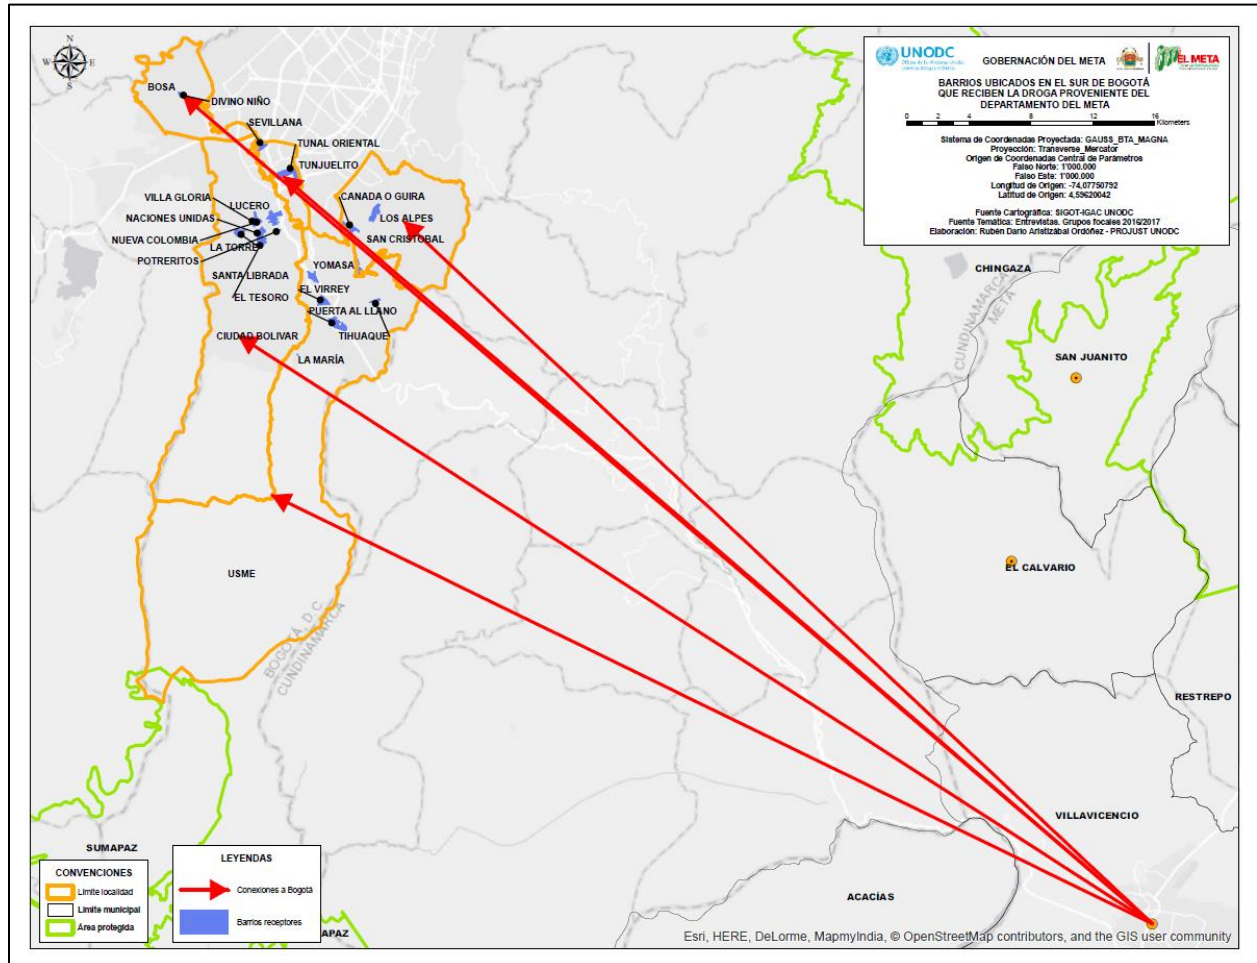 N
W
E
S
UNODC
GOBERNACIÓN DEL META
EL META
BARRIOS UBICADOS EN EL SUR DE BOGOTÁ
QUE RECIBEN LA DROGA PROVENIENTE DEL
DEPARTAMENTO DEL META
0 2 4 8 12 16
Kilometers
Sistema de Coordenadas Proyectada: GAUSS_BTA_MAGNA
Proyección: Transverse_Mercator
Origen de Coordenadas Central de Parámetros
Falso Norte: 1'000.000
Falso Este: 1'000.000
Longitud de Origen: -74,07750792
Latitud de Origen: 4,59620042
Fuente Cartográfica: SIGOT-IGAC UNODC
Fuente Temática: Entrevistas. Grupos focales 2016/2017
Elaboración: Rubén Darío Aristizábal Ordóñez - PROJUST UNODC
BOSA
DIVINO NIÑO
SEVILLANA
TUNAL ORIENTAL
TUNJUELITO
CANADA O GUIRA
LOS ALPES
SAN CRISTOBAL
VILLA GLORIA
LUCERO
NACIONES UNIDAS
NUEVA COLOMBIA
LA TORRE
POTRERITOS
SANTA LIBRADA
EL TESORO
YOMASA
EL VIRREY
PUERTA AL LLANO
TIHUAQUE
CIUDAD BOLIVAR
LA MARÍA
USME
BOGOTÁ, D.C.
CUNDINAMARCA
CHINGAZA
CUNDINAMARCA
META
SAN JUANITO
EL CALVARIO
RESTREPO
VILLAVICENCIO
ACACÍAS
SUMAPAZ
APAZ
CONVENCIONES
Límite localidad
Límite municipal
Área protegida
LEYENDAS
Conexiones a Bogotá
Barrios receptores
Esri, HERE, DeLorme, MapmyIndia, © OpenStreetMap contributors, and the GIS user community